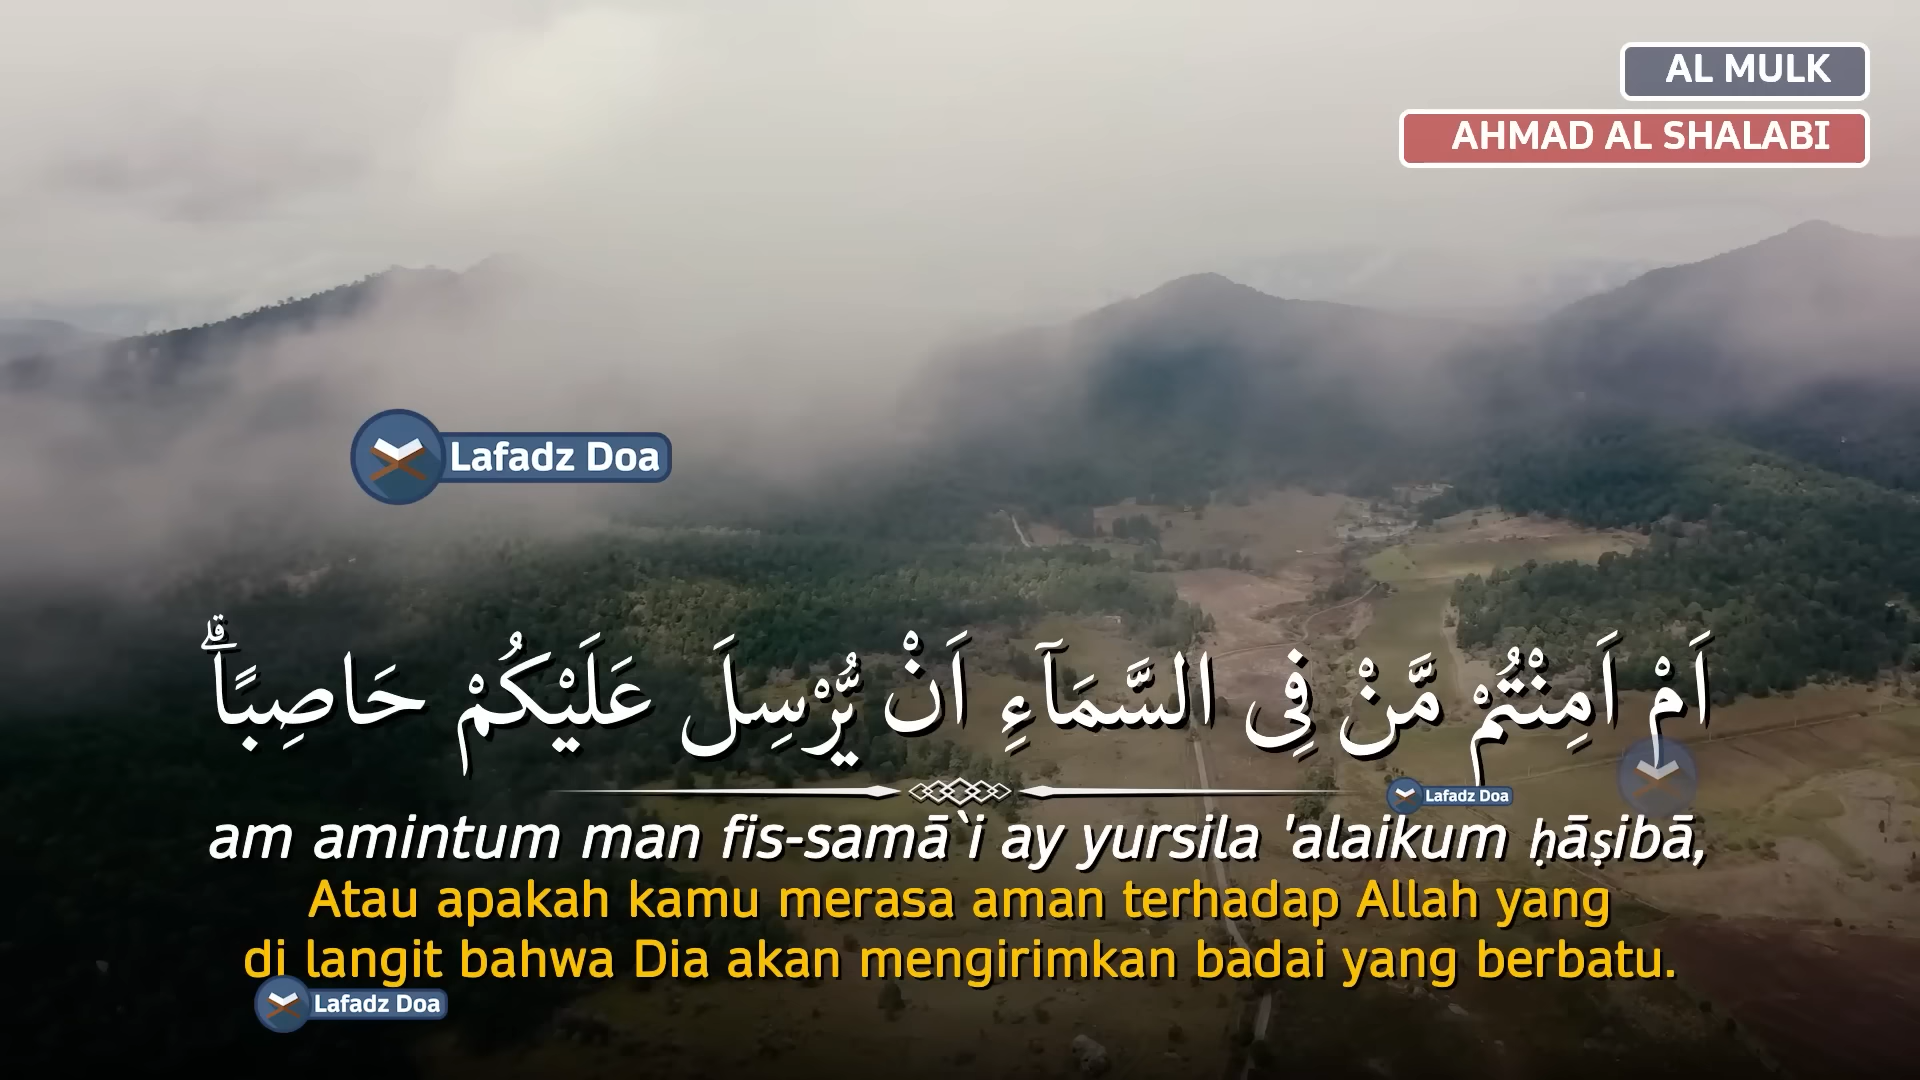 AL MULK
AHMAD AL SHALABI
Lafadz Doa
اَمْ اَمِنْتُمْ مَّنْ فِى السَّمَآءِ اَنْ يُّرْسِلَ عَلَيْكُمْ حَاصِبًاۗ
Lafadz Doa
am amintum man fis-samā`i ay yursila 'alaikum ḥāṣibā,
Atau apakah kamu merasa aman terhadap Allah yang
di langit bahwa Dia akan mengirimkan badai yang berbatu.
Lafadz Doa